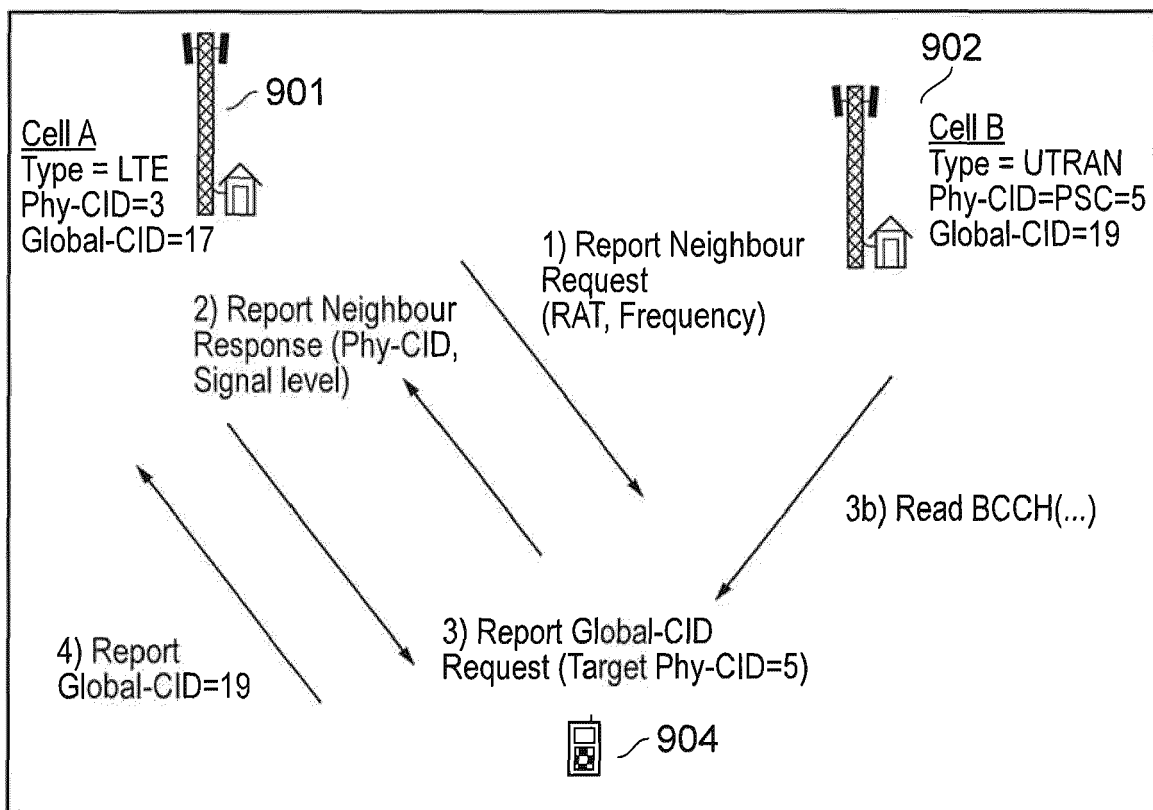 901
902
Cell A
Type = LTE
Phy-CID=3
Global-CID=17
Cell B
Type = UTRAN
Phy-CID=PSC=5
Global-CID=19
1) Report Neighbour
Request
(RAT, Frequency)
2) Report Neighbour
Response (Phy-CID,
Signal level)
3b) Read BCCH(...)
3) Report Global-CID
Request (Target Phy-CID=5)
4) Report
Global-CID=19
904